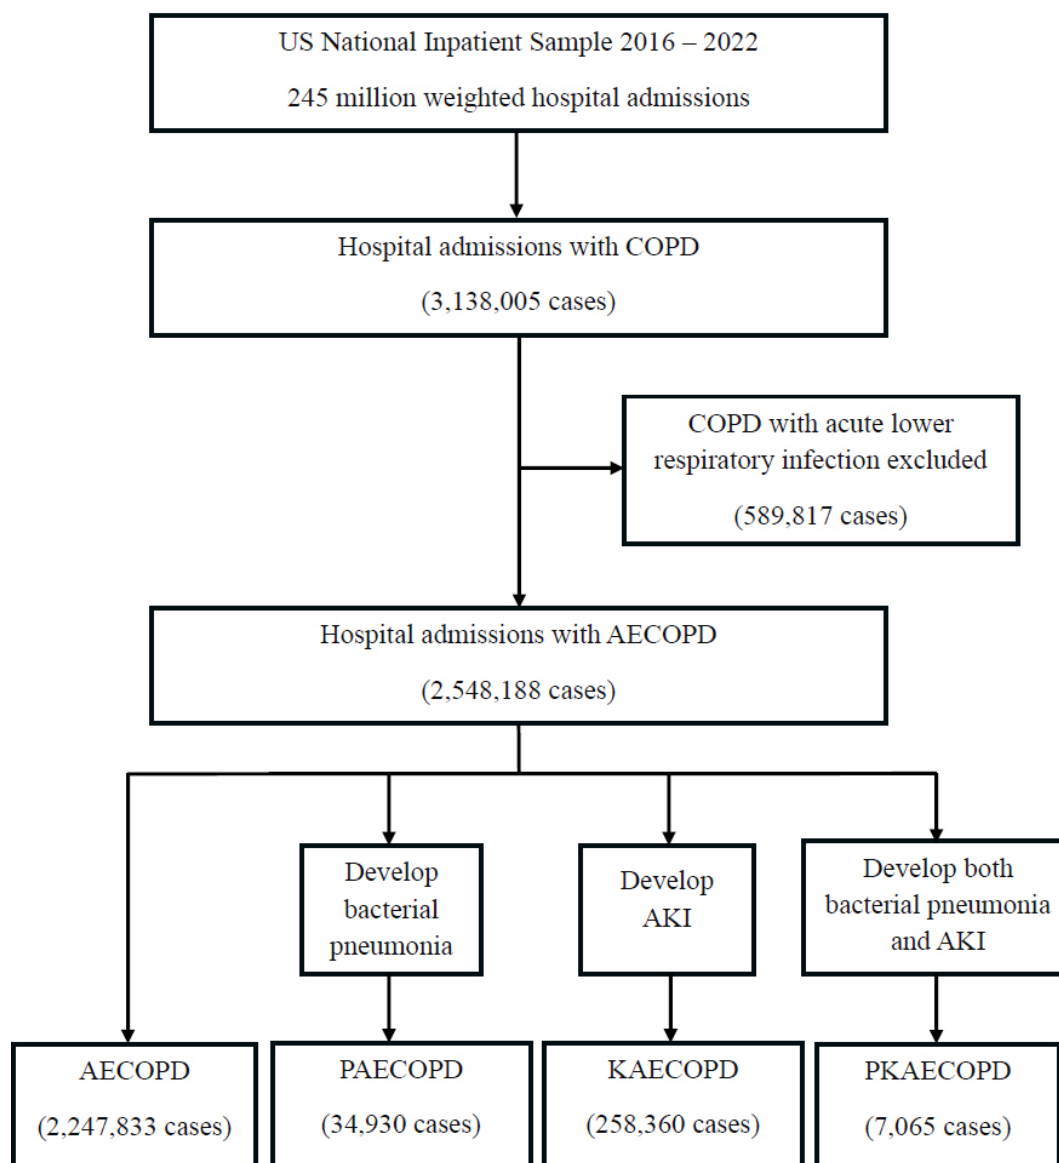 US National Inpatient Sample 2016 – 2022
245 million weighted hospital admissions
Hospital admissions with COPD
(3,138,005 cases)
COPD with acute lower
respiratory infection excluded
(589,817 cases)
Hospital admissions with AECOPD
(2,548,188 cases)
Develop
bacterial
pneumonia
Develop
AKI
Develop both
bacterial pneumonia
and AKI
AECOPD
(2,247,833 cases)
PAECOPD
(34,930 cases)
KAECOPD
(258,360 cases)
PKAECOPD
(7,065 cases)